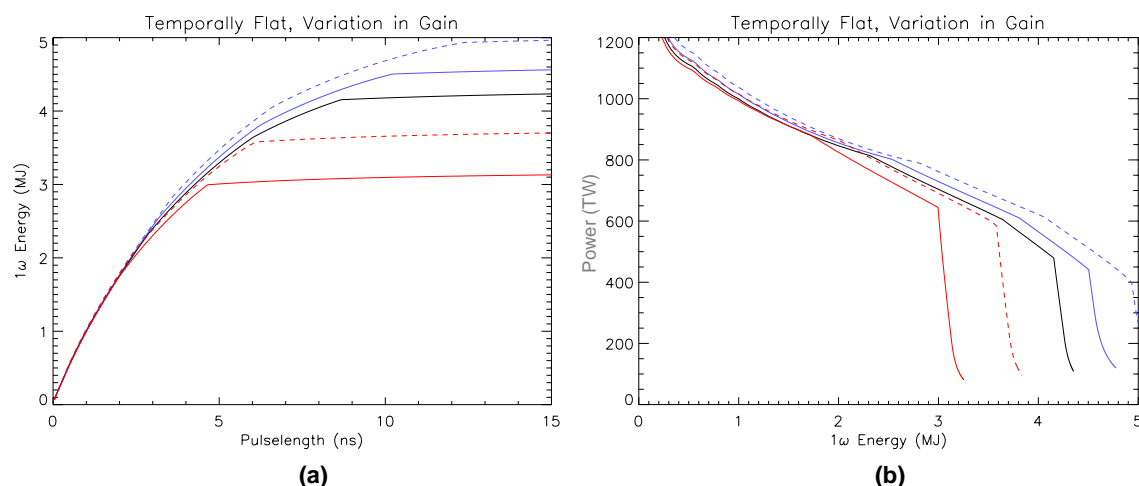 Temporally Flat, Variation in Gain
5
4
3
2
1
0
1ω Energy (MJ)
0
5
10
15
Pulselength (ns)
(a)
Temporally Flat, Variation in Gain
1200
1000
800
600
400
200
0
Power (TW)
0
1
2
3
4
5
1ω Energy (MJ)
(b)